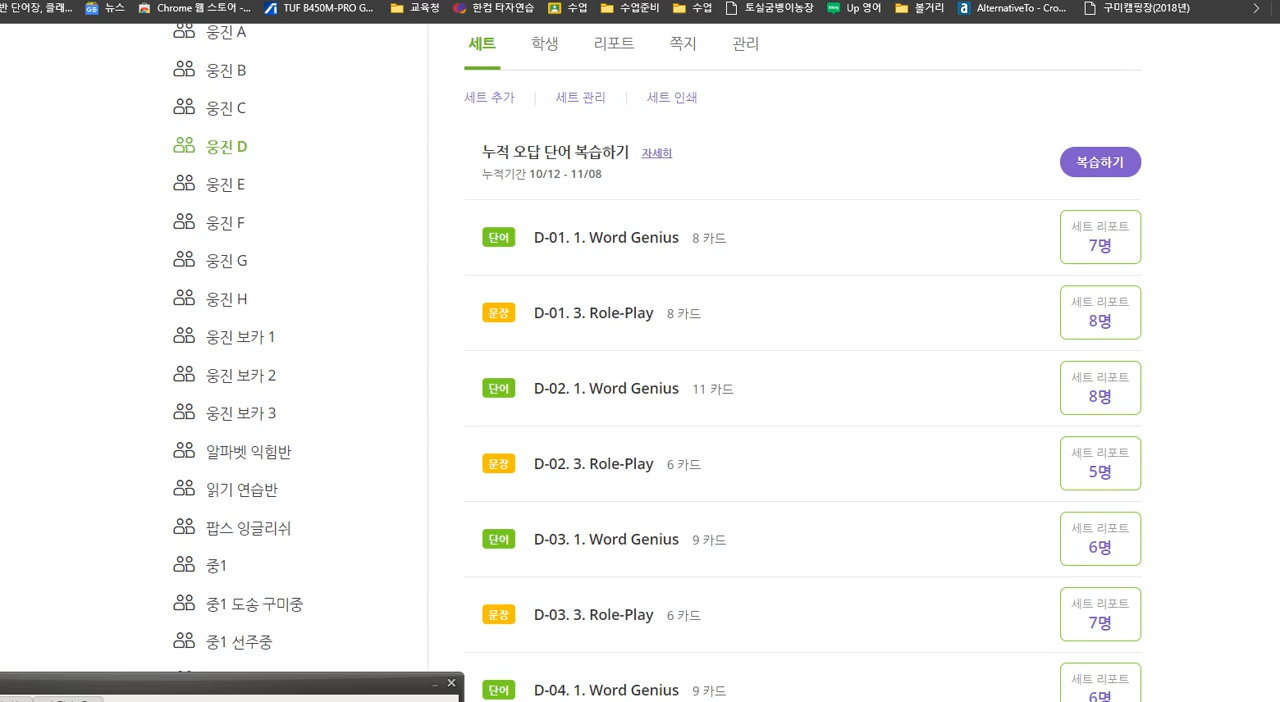 반 단어장, 클래... 뉴스 Chrome 웹 스토어 -... TUF B450M-PRO G... 교육청 한컴 타자연습 수업 수업준비 수업 토실굼벵이농장 Up 영어 볼거리 AlternativeTo - Cro... 구미캠핑장(2018년)
웅진 A
웅진 B
웅진 C
웅진 D
웅진 E
웅진 F
웅진 G
웅진 H
웅진 보카 1
웅진 보카 2
웅진 보카 3
알파벳 익힘반
읽기 연습반
팝스 잉글리쉬
중1
중1 도송 구미중
중1 선주중
세트 학생 리포트 쪽지 관리
세트 추가 세트 관리 세트 인쇄
누적 오답 단어 복습하기 자세히
누적기간 10/12 - 11/08
복습하기
단어 D-01. 1. Word Genius 8 카드
세트 리포트
7명
문장 D-01. 3. Role-Play 8 카드
세트 리포트
8명
단어 D-02. 1. Word Genius 11 카드
세트 리포트
8명
문장 D-02. 3. Role-Play 6 카드
세트 리포트
5명
단어 D-03. 1. Word Genius 9 카드
세트 리포트
6명
문장 D-03. 3. Role-Play 6 카드
세트 리포트
7명
단어 D-04. 1. Word Genius 9 카드
세트 리포트
6명